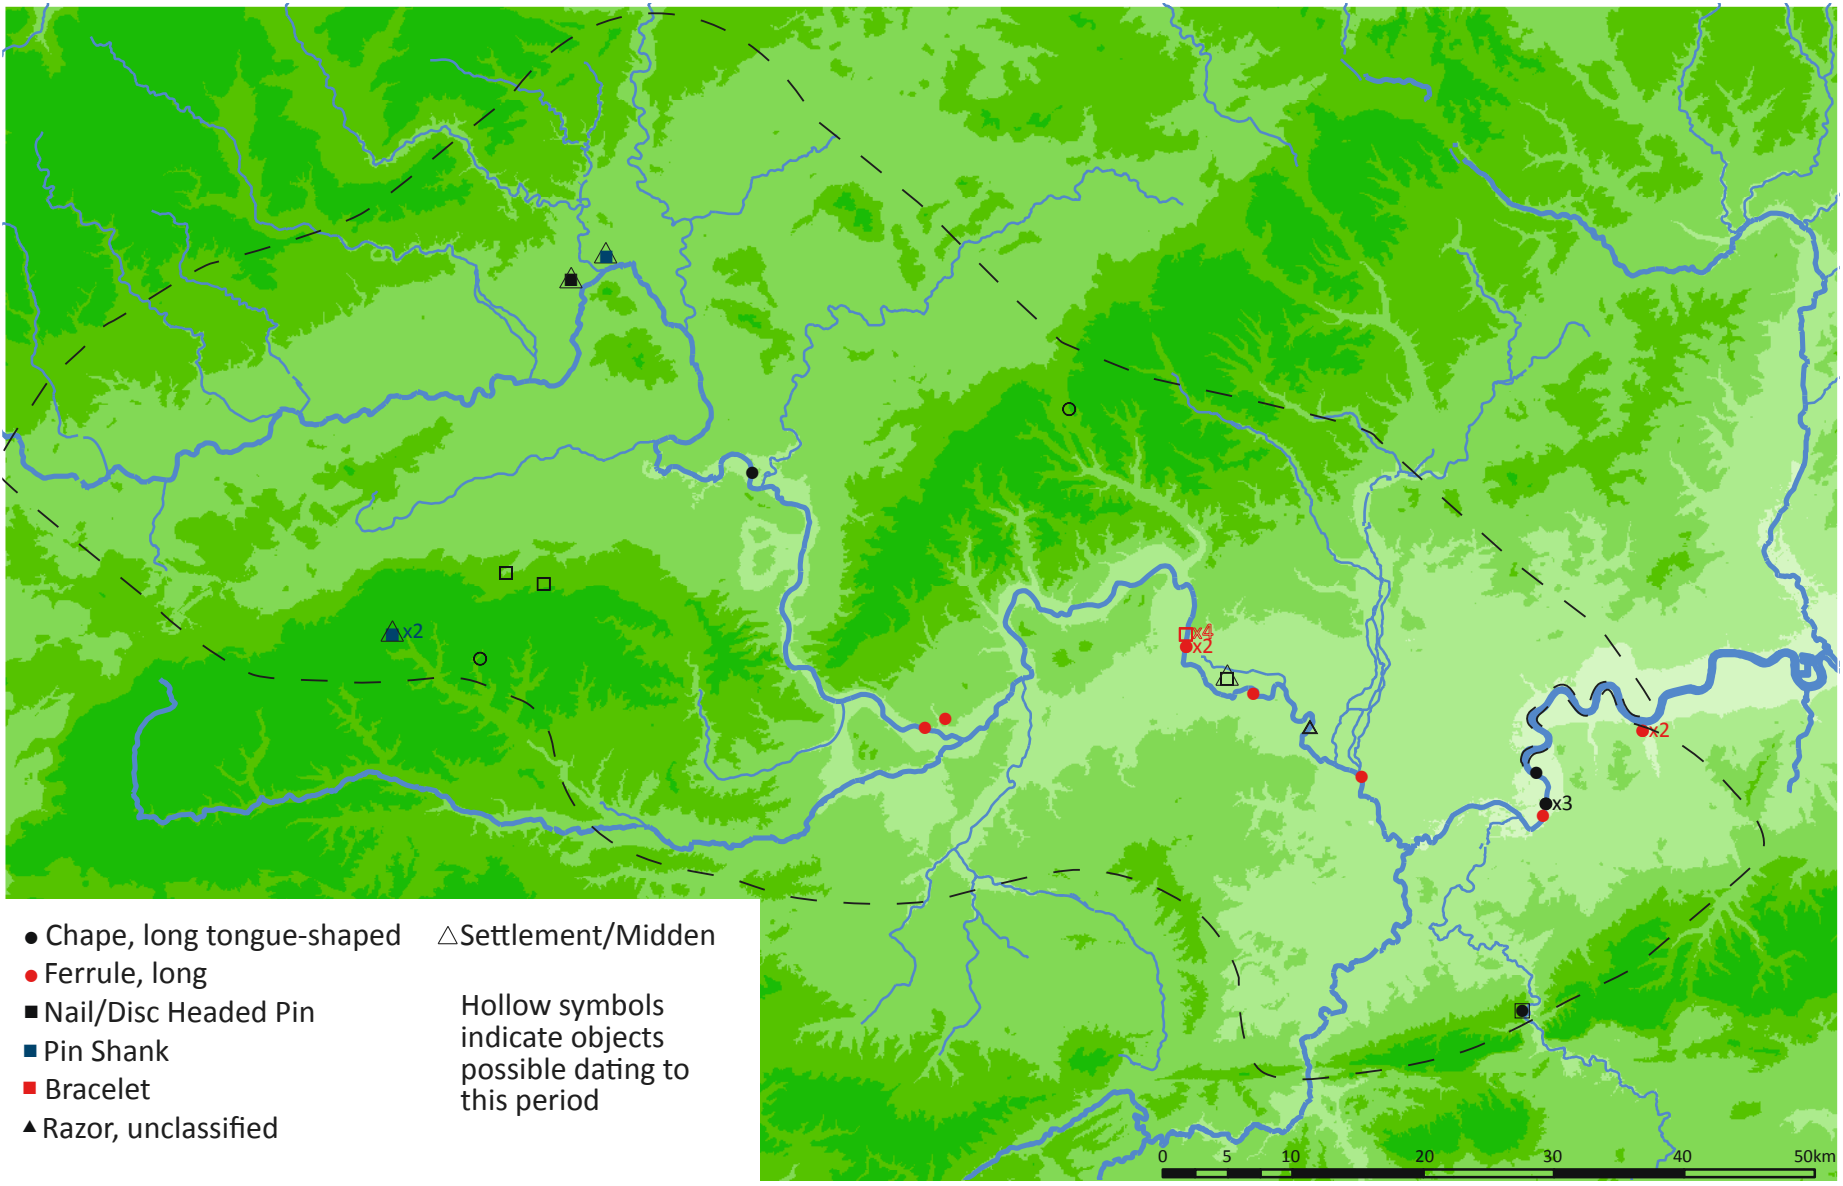 x2
x4
x2
x2
x3
Chape, long tongue-shaped
Ferrule, long
Nail/Disc Headed Pin
Pin Shank
Bracelet
Razor, unclassified
Settlement/Midden
Hollow symbols
indicate objects
possible dating to
this period
0 5 10 20 30 40 50km